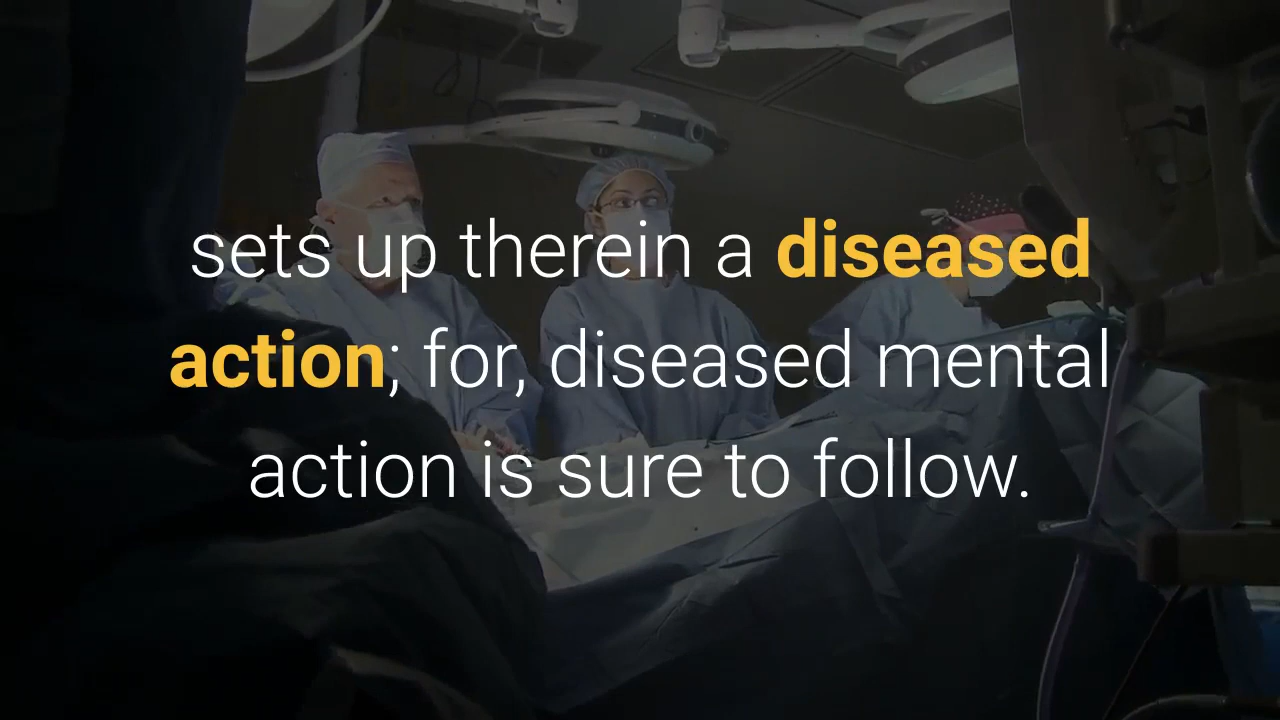 sets up therein a diseased
action; for, diseased mental
action is sure to follow.